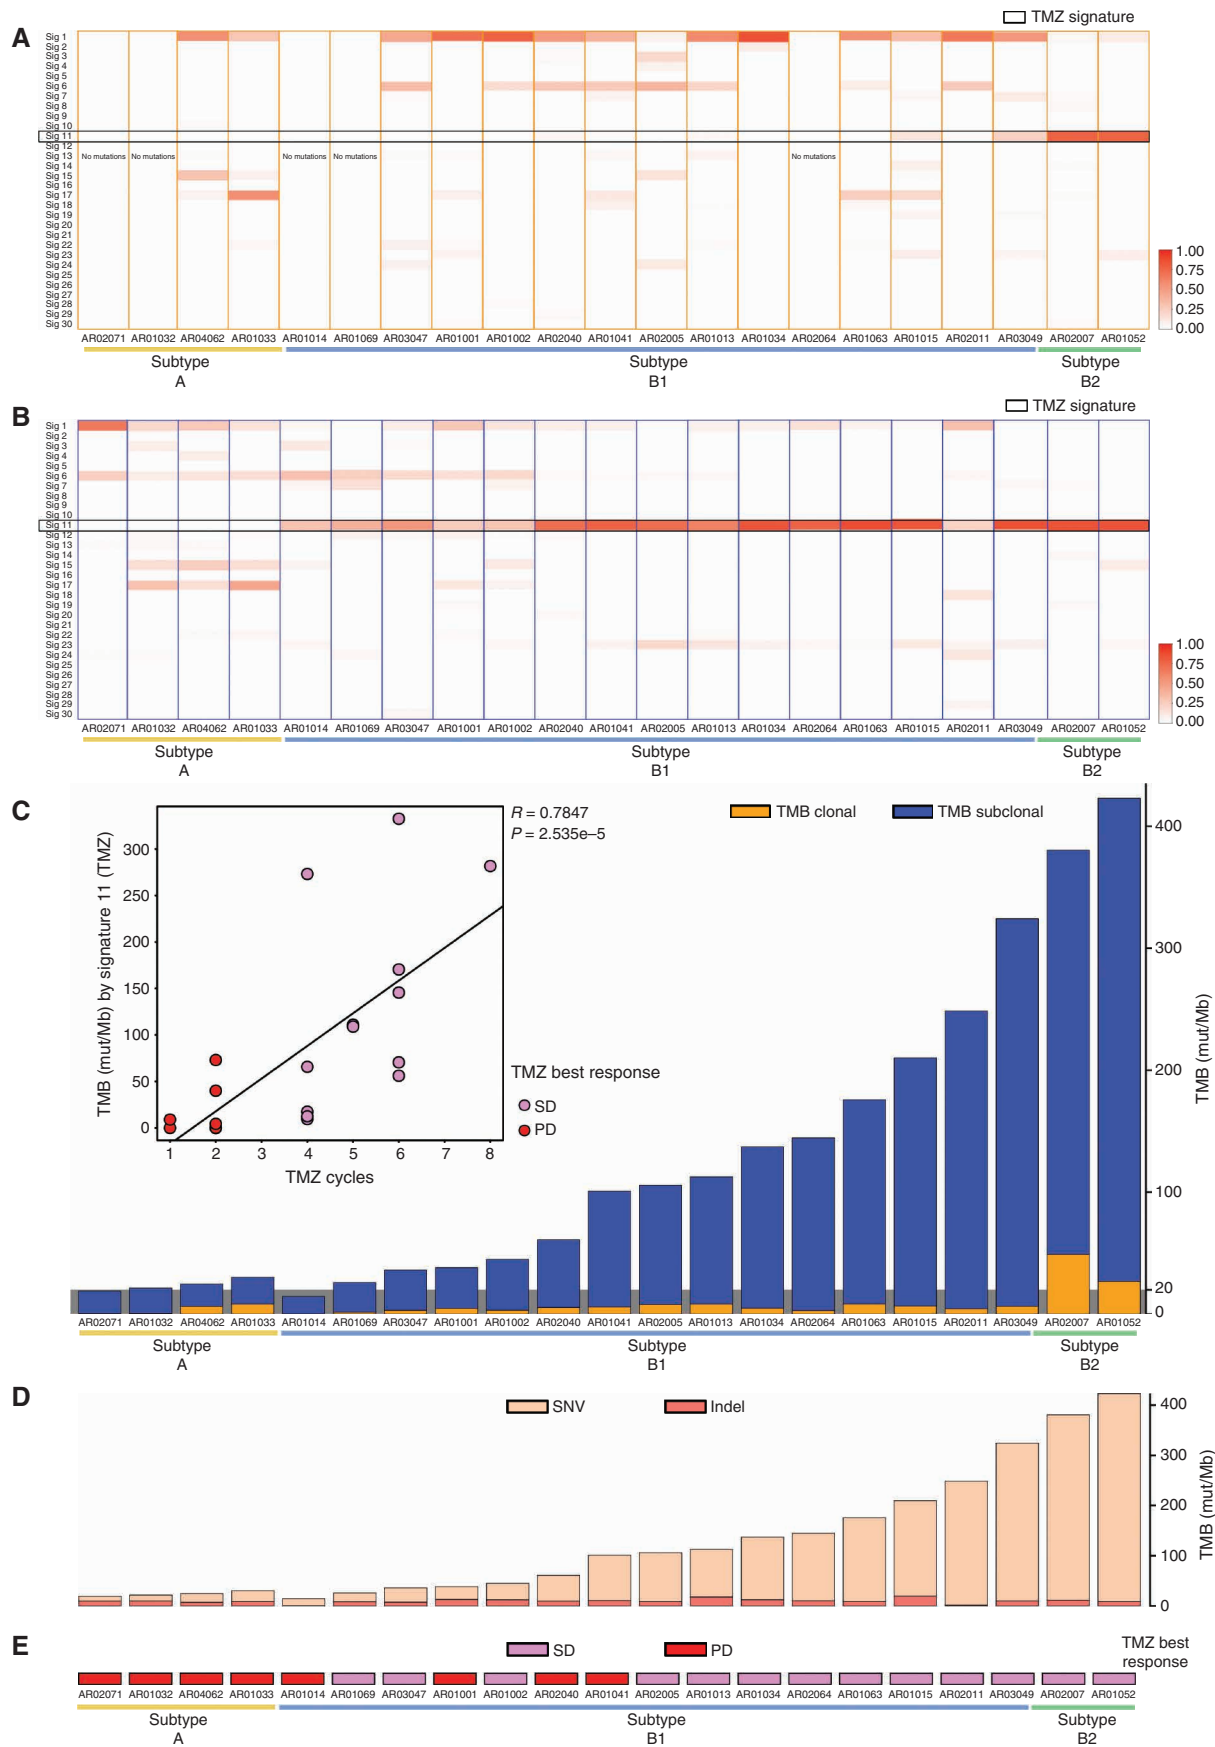 A
TMZ signature
Sig 1
Sig 2
Sig 3
Sig 4
Sig 5
Sig 6
Sig 7
Sig 8
Sig 9
Sig 10
Sig 11
Sig 12
Sig 13
Sig 14
Sig 15
Sig 16
Sig 17
Sig 18
Sig 19
Sig 20
Sig 21
Sig 22
Sig 23
Sig 24
Sig 25
Sig 26
Sig 27
Sig 28
Sig 29
Sig 30
No mutations No mutations No mutations No mutations No mutations
1.00
0.75
0.50
0.25
0.00
AR02071 AR01032 AR04062 AR01033 AR01014 AR01069 AR03047 AR01001 AR01002 AR02040 AR01041 AR02005 AR01013 AR01034 AR02064 AR01063 AR01015 AR02011 AR03049 AR02007 AR01052
Subtype Subtype Subtype
A B1 B2
B
TMZ signature
Sig 1
Sig 2
Sig 3
Sig 4
Sig 5
Sig 6
Sig 7
Sig 8
Sig 9
Sig 10
Sig 11
Sig 12
Sig 13
Sig 14
Sig 15
Sig 16
Sig 17
Sig 18
Sig 19
Sig 20
Sig 21
Sig 22
Sig 23
Sig 24
Sig 25
Sig 26
Sig 27
Sig 28
Sig 29
Sig 30
1.00
0.75
0.50
0.25
0.00
AR02071 AR01032 AR04062 AR01033 AR01014 AR01069 AR03047 AR01001 AR01002 AR02040 AR01041 AR02005 AR01013 AR01034 AR02064 AR01063 AR01015 AR02011 AR03049 AR02007 AR01052
Subtype Subtype Subtype
A B1 B2
C
R = 0.7847
P = 2.535e–5
TMB clonal TMB subclonal
TMB (mut/Mb) by signature 11 (TMZ)
300
250
200
150
100
50
0
1 2 3 4 5 6 7 8
TMZ cycles
TMZ best response
SD
PD
400
300
200
100
20
0
TMB (mut/Mb)
AR02071 AR01032 AR04062 AR01033 AR01014 AR01069 AR03047 AR01001 AR01002 AR02040 AR01041 AR02005 AR01013 AR01034 AR02064 AR01063 AR01015 AR02011 AR03049 AR02007 AR01052
Subtype Subtype Subtype
A B1 B2
D
SNV Indel
400
300
200
100
0
TMB (mut/Mb)
E
SD PD
TMZ best
response
AR02071 AR01032 AR04062 AR01033 AR01014 AR01069 AR03047 AR01001 AR01002 AR02040 AR01041 AR02005 AR01013 AR01034 AR02064 AR01063 AR01015 AR02011 AR03049 AR02007 AR01052
Subtype Subtype Subtype
A B1 B2